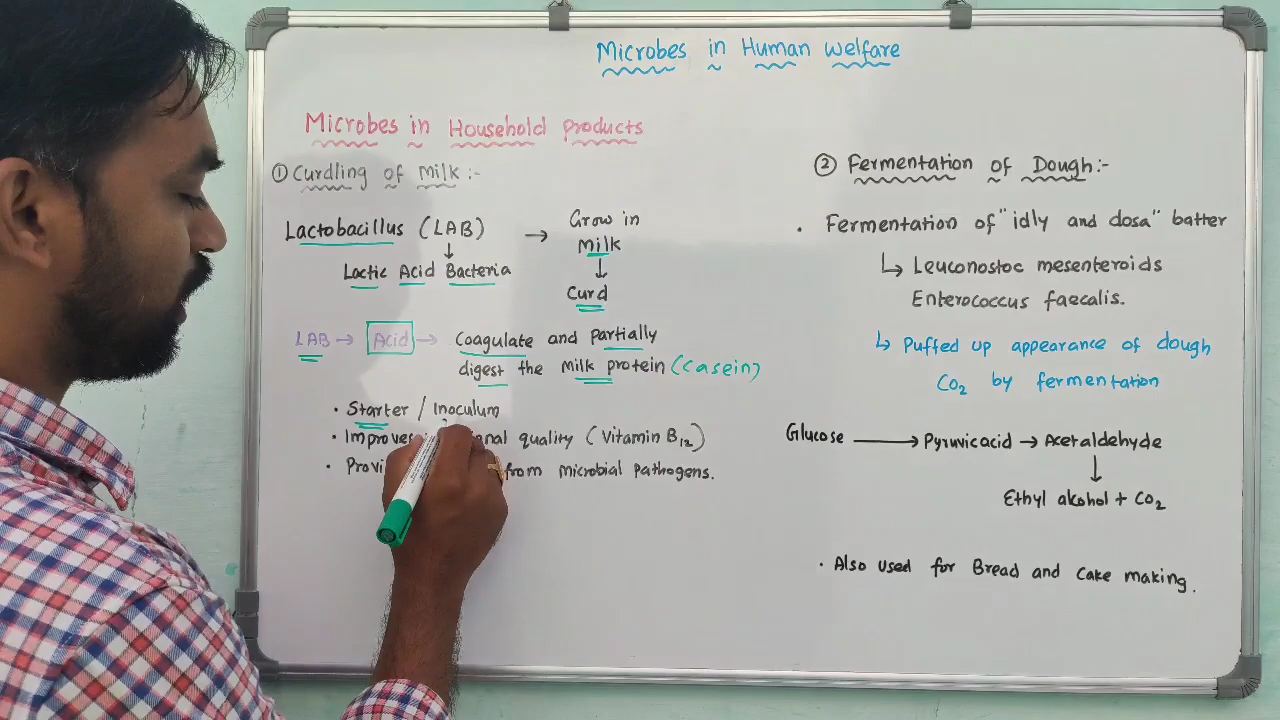 Microbes in Human Welfare
Microbes in Household products
① Curdling of Milk :-
Lactobacillus (LAB) → Grow in
Milk
↓
Curd
↓
Lactic Acid Bacteria
LAB → Acid → Coagulate and partially
digest the milk protein (Casein)
• Starter / Inoculum
• quality (Vitamin B12)
• from microbial pathogens.
② Fermentation of Dough :-
• Fermentation of "idly and dosa" batter
↳ Leuconostoc mesenteroids
Enterococcus faecalis.
↳ Puffed up appearance of dough
CO2 by fermentation
Glucose → Pyruvic acid → Acetaldehyde
↓
Ethyl alcohol + CO2
• Also used for Bread and Cake making.